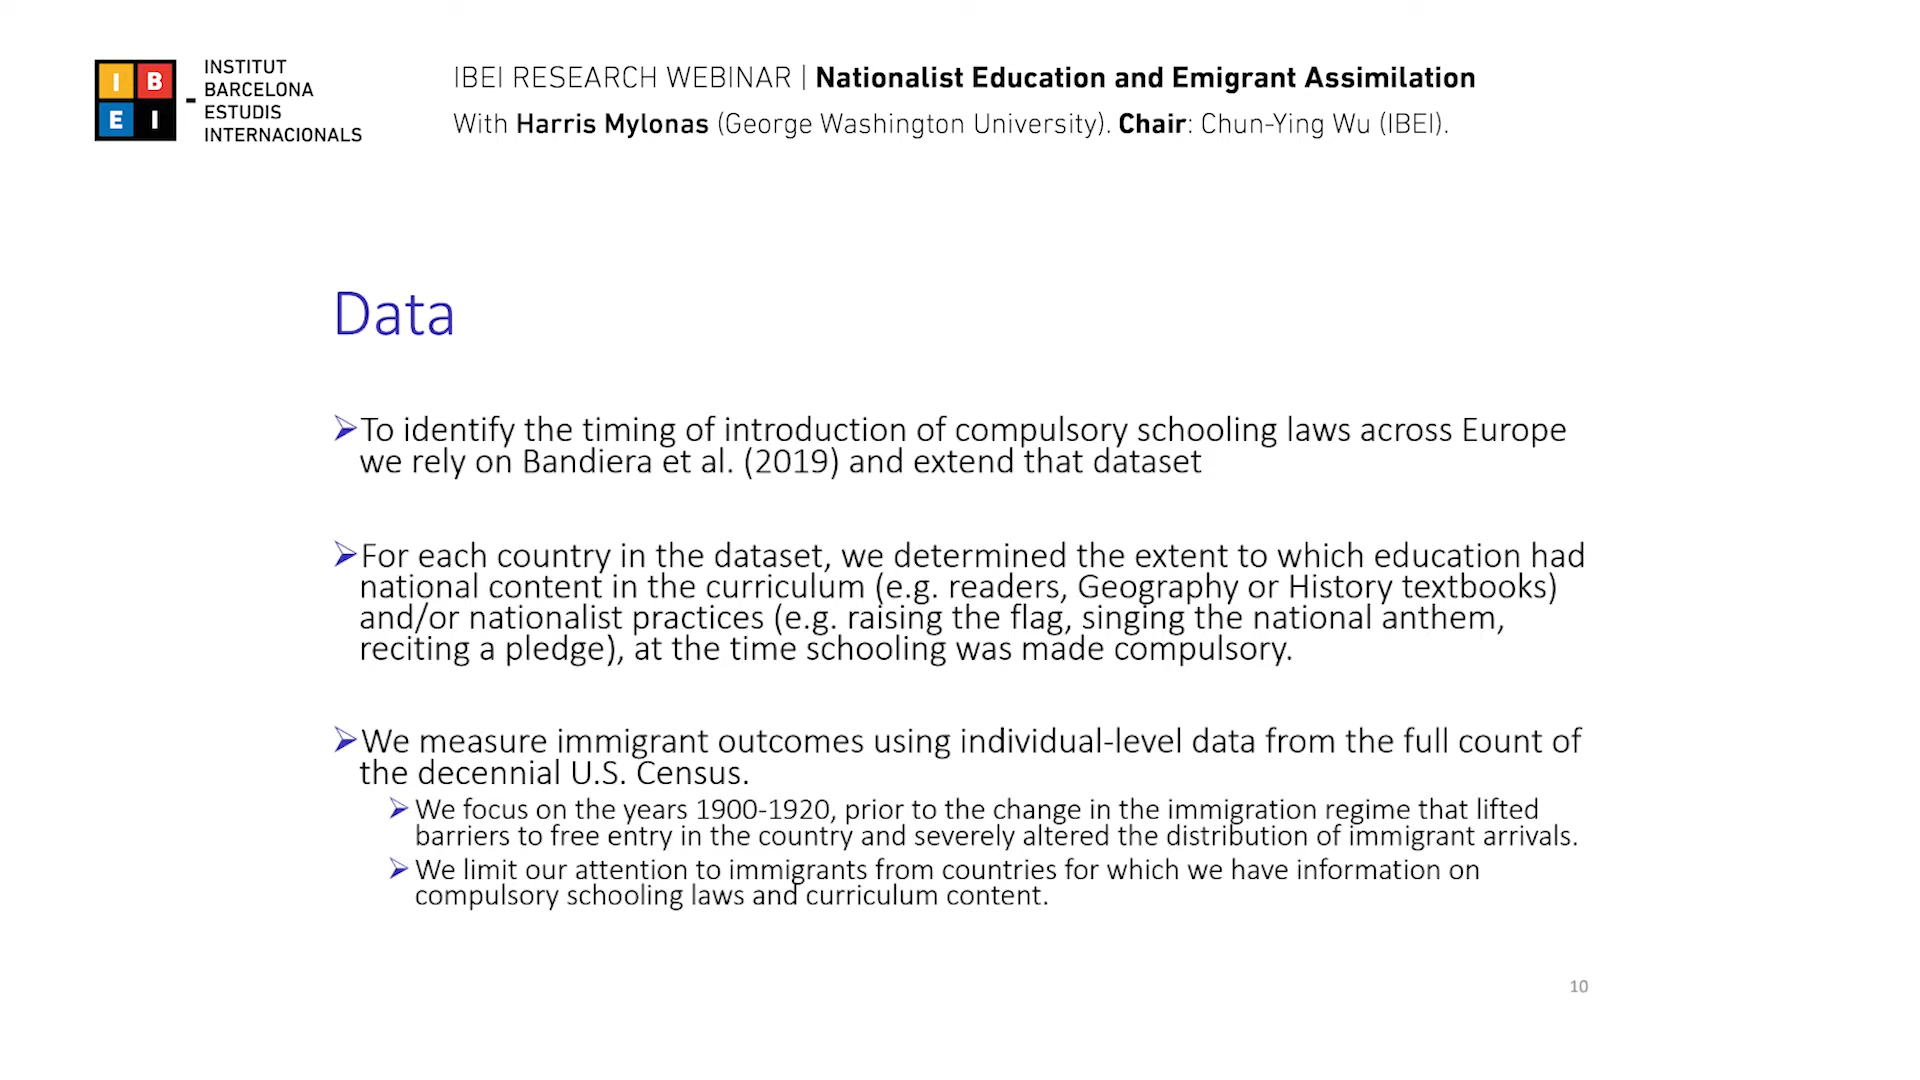 I B
E I
INSTITUT
BARCELONA
ESTUDIS
INTERNACIONALS
IBEI RESEARCH WEBINAR | Nationalist Education and Emigrant Assimilation
With Harris Mylonas (George Washington University). Chair: Chun-Ying Wu (IBEI).
Data
To identify the timing of introduction of compulsory schooling laws across Europe
we rely on Bandiera et al. (2019) and extend that dataset
For each country in the dataset, we determined the extent to which education had
national content in the curriculum (e.g. readers, Geography or History textbooks)
and/or nationalist practices (e.g. raising the flag, singing the national anthem,
reciting a pledge), at the time schooling was made compulsory.
We measure immigrant outcomes using individual-level data from the full count of
the decennial U.S. Census.
We focus on the years 1900-1920, prior to the change in the immigration regime that lifted
barriers to free entry in the country and severely altered the distribution of immigrant arrivals.
We limit our attention to immigrants from countries for which we have information on
compulsory schooling laws and curriculum content.
10